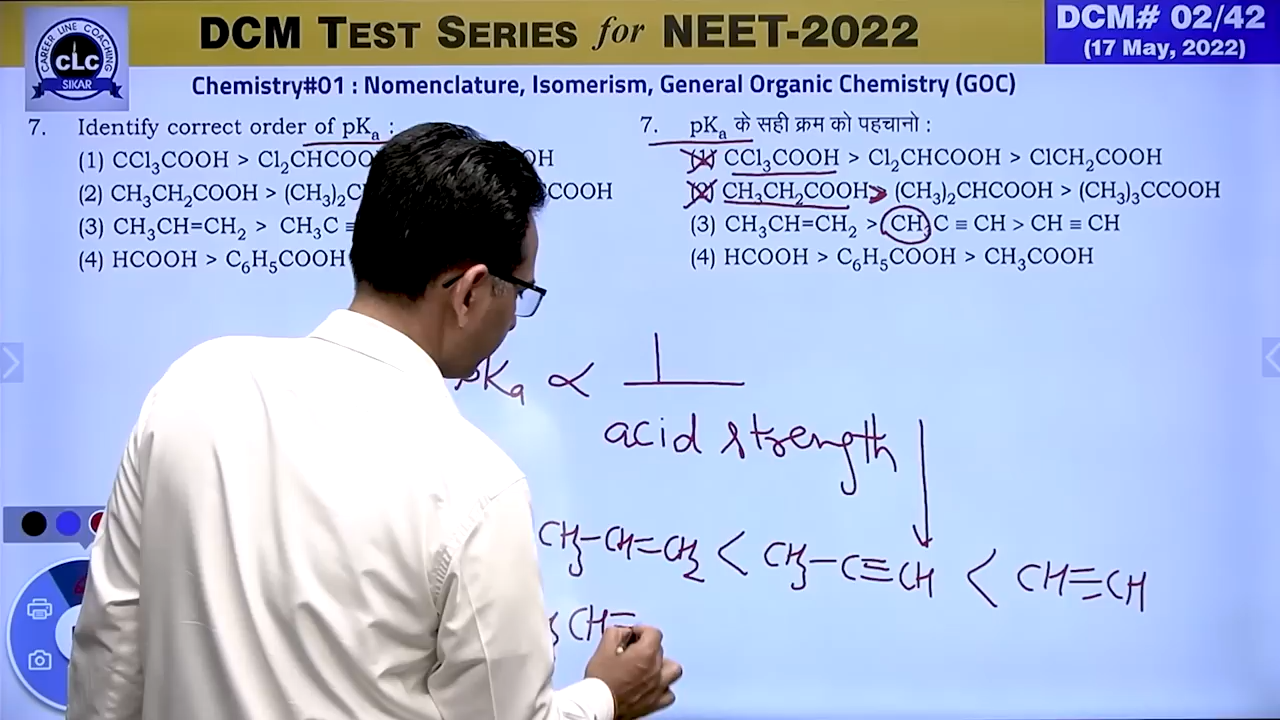 DCM TEST SERIES for NEET-2022
DCM# 02/42
(17 May, 2022)
CAREER LINE COACHING
CLC
SIKAR
Chemistry#01 : Nomenclature, Isomerism, General Organic Chemistry (GOC)
7. Identify correct order of pKₐ :
(1) CCl₃COOH > Cl₂CHCOO
(2) CH₃CH₂COOH > (CH₃)₂C COOH
(3) CH₃CH=CH₂ > CH₃C ≡
(4) HCOOH > C₆H₅COOH
7. pKₐ के सही क्रम को पहचानो :
(1) CCl₃COOH > Cl₂CHCOOH > ClCH₂COOH
(2) CH₃CH₂COOH > (CH₃)₂CHCOOH > (CH₃)₃CCOOH
(3) CH₃CH=CH₂ > CH₃C ≡ CH > CH ≡ CH
(4) HCOOH > C₆H₅COOH > CH₃COOH
pKₐ ∝ 1
acid strength
CH₃-CH=CH₂ < CH₃-C≡CH < CH≡CH
CH=